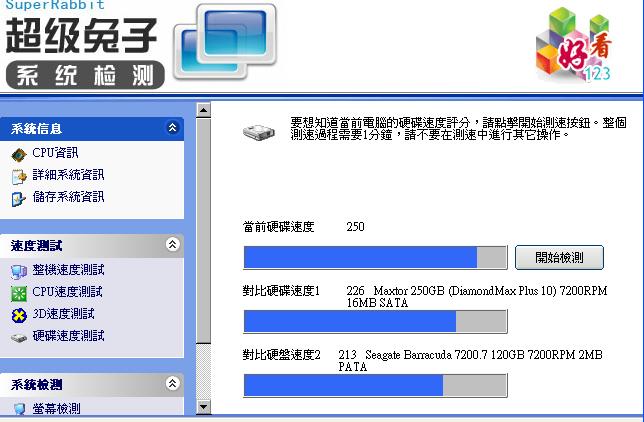 SuperRabbit
超级兔子
系统检测
好看
123
系统信息
CPU資訊
詳細系統資訊
儲存系統資訊
速度测试
整機速度測試
CPU速度測試
3D速度測試
硬碟速度測試
系統檢測
螢幕檢測
要想知道當前電腦的硬碟速度評分，請點擊開始測速按鈕。整個
測速過程需要1分鐘，請不要在測速中進行其它操作。
當前硬碟速度 250
開始檢測
對比硬碟速度1 226 Maxtor 250GB (DiamondMax Plus 10) 7200RPM
16MB SATA
對比硬盤速度2 213 Seagate Barracuda 7200.7 120GB 7200RPM 2MB
PATA